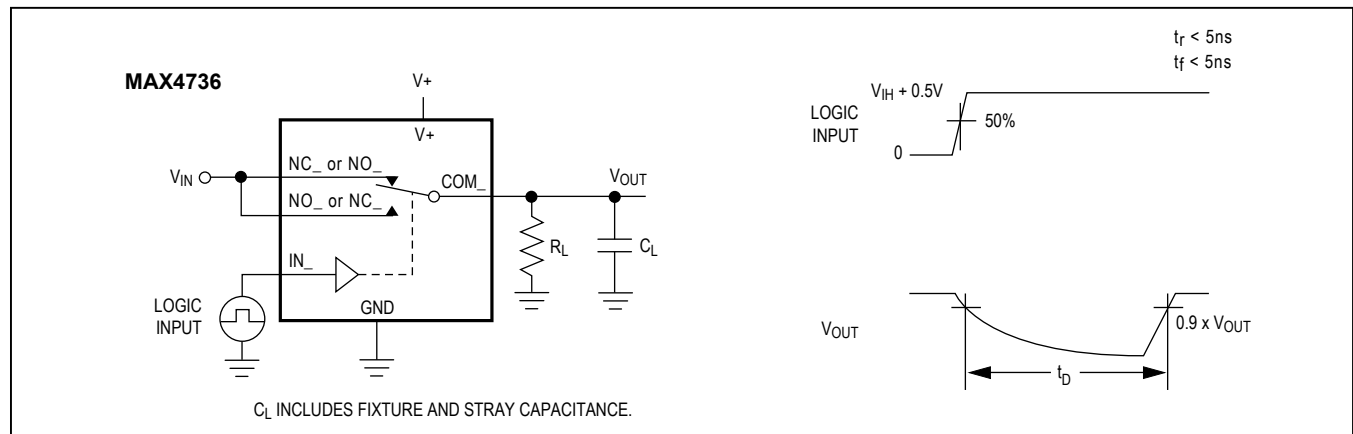 MAX4736
V+
V+
NC_ or NO_
VIN
COM_
VOUT
NO_ or NC_
RL
CL
IN_
LOGIC
INPUT
GND
CL INCLUDES FIXTURE AND STRAY CAPACITANCE.
tr < 5ns
tf < 5ns
VIH + 0.5V
LOGIC
INPUT
50%
0
VOUT
0.9 x VOUT
tD